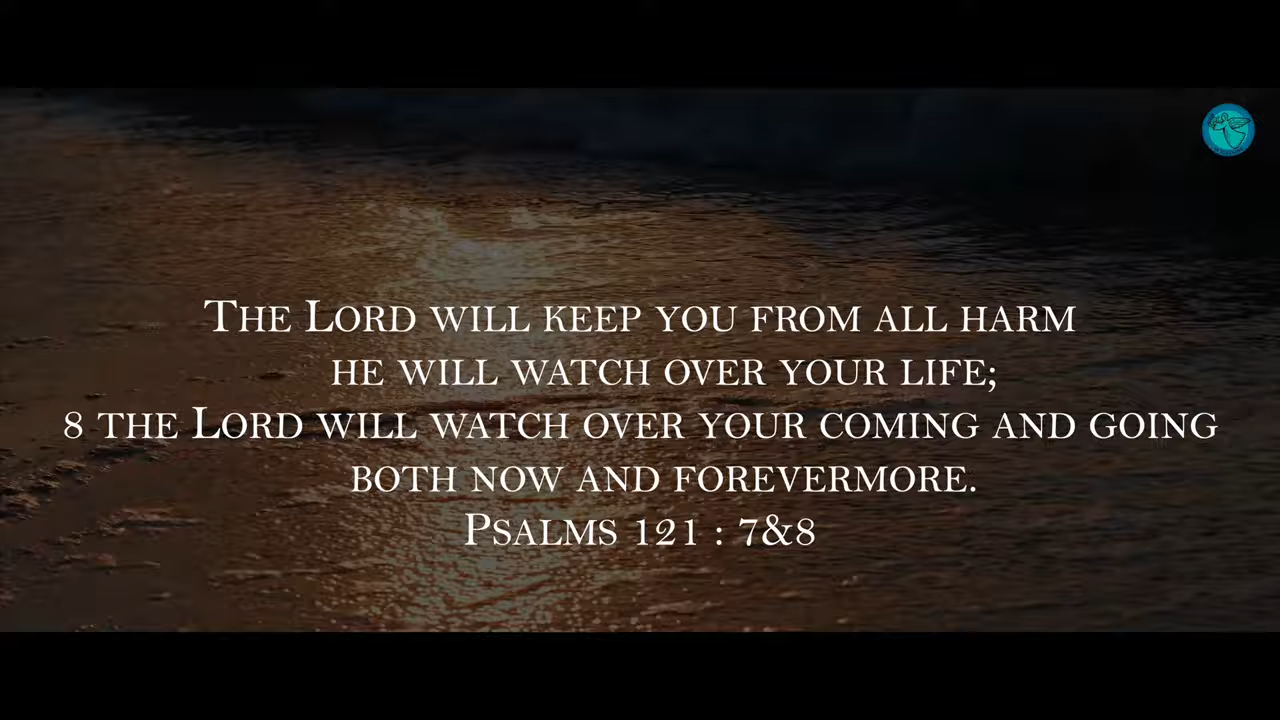 The Lord will keep you from all harm
he will watch over your life;
8 the Lord will watch over your coming and going
both now and forevermore.
Psalms 121 : 7&8